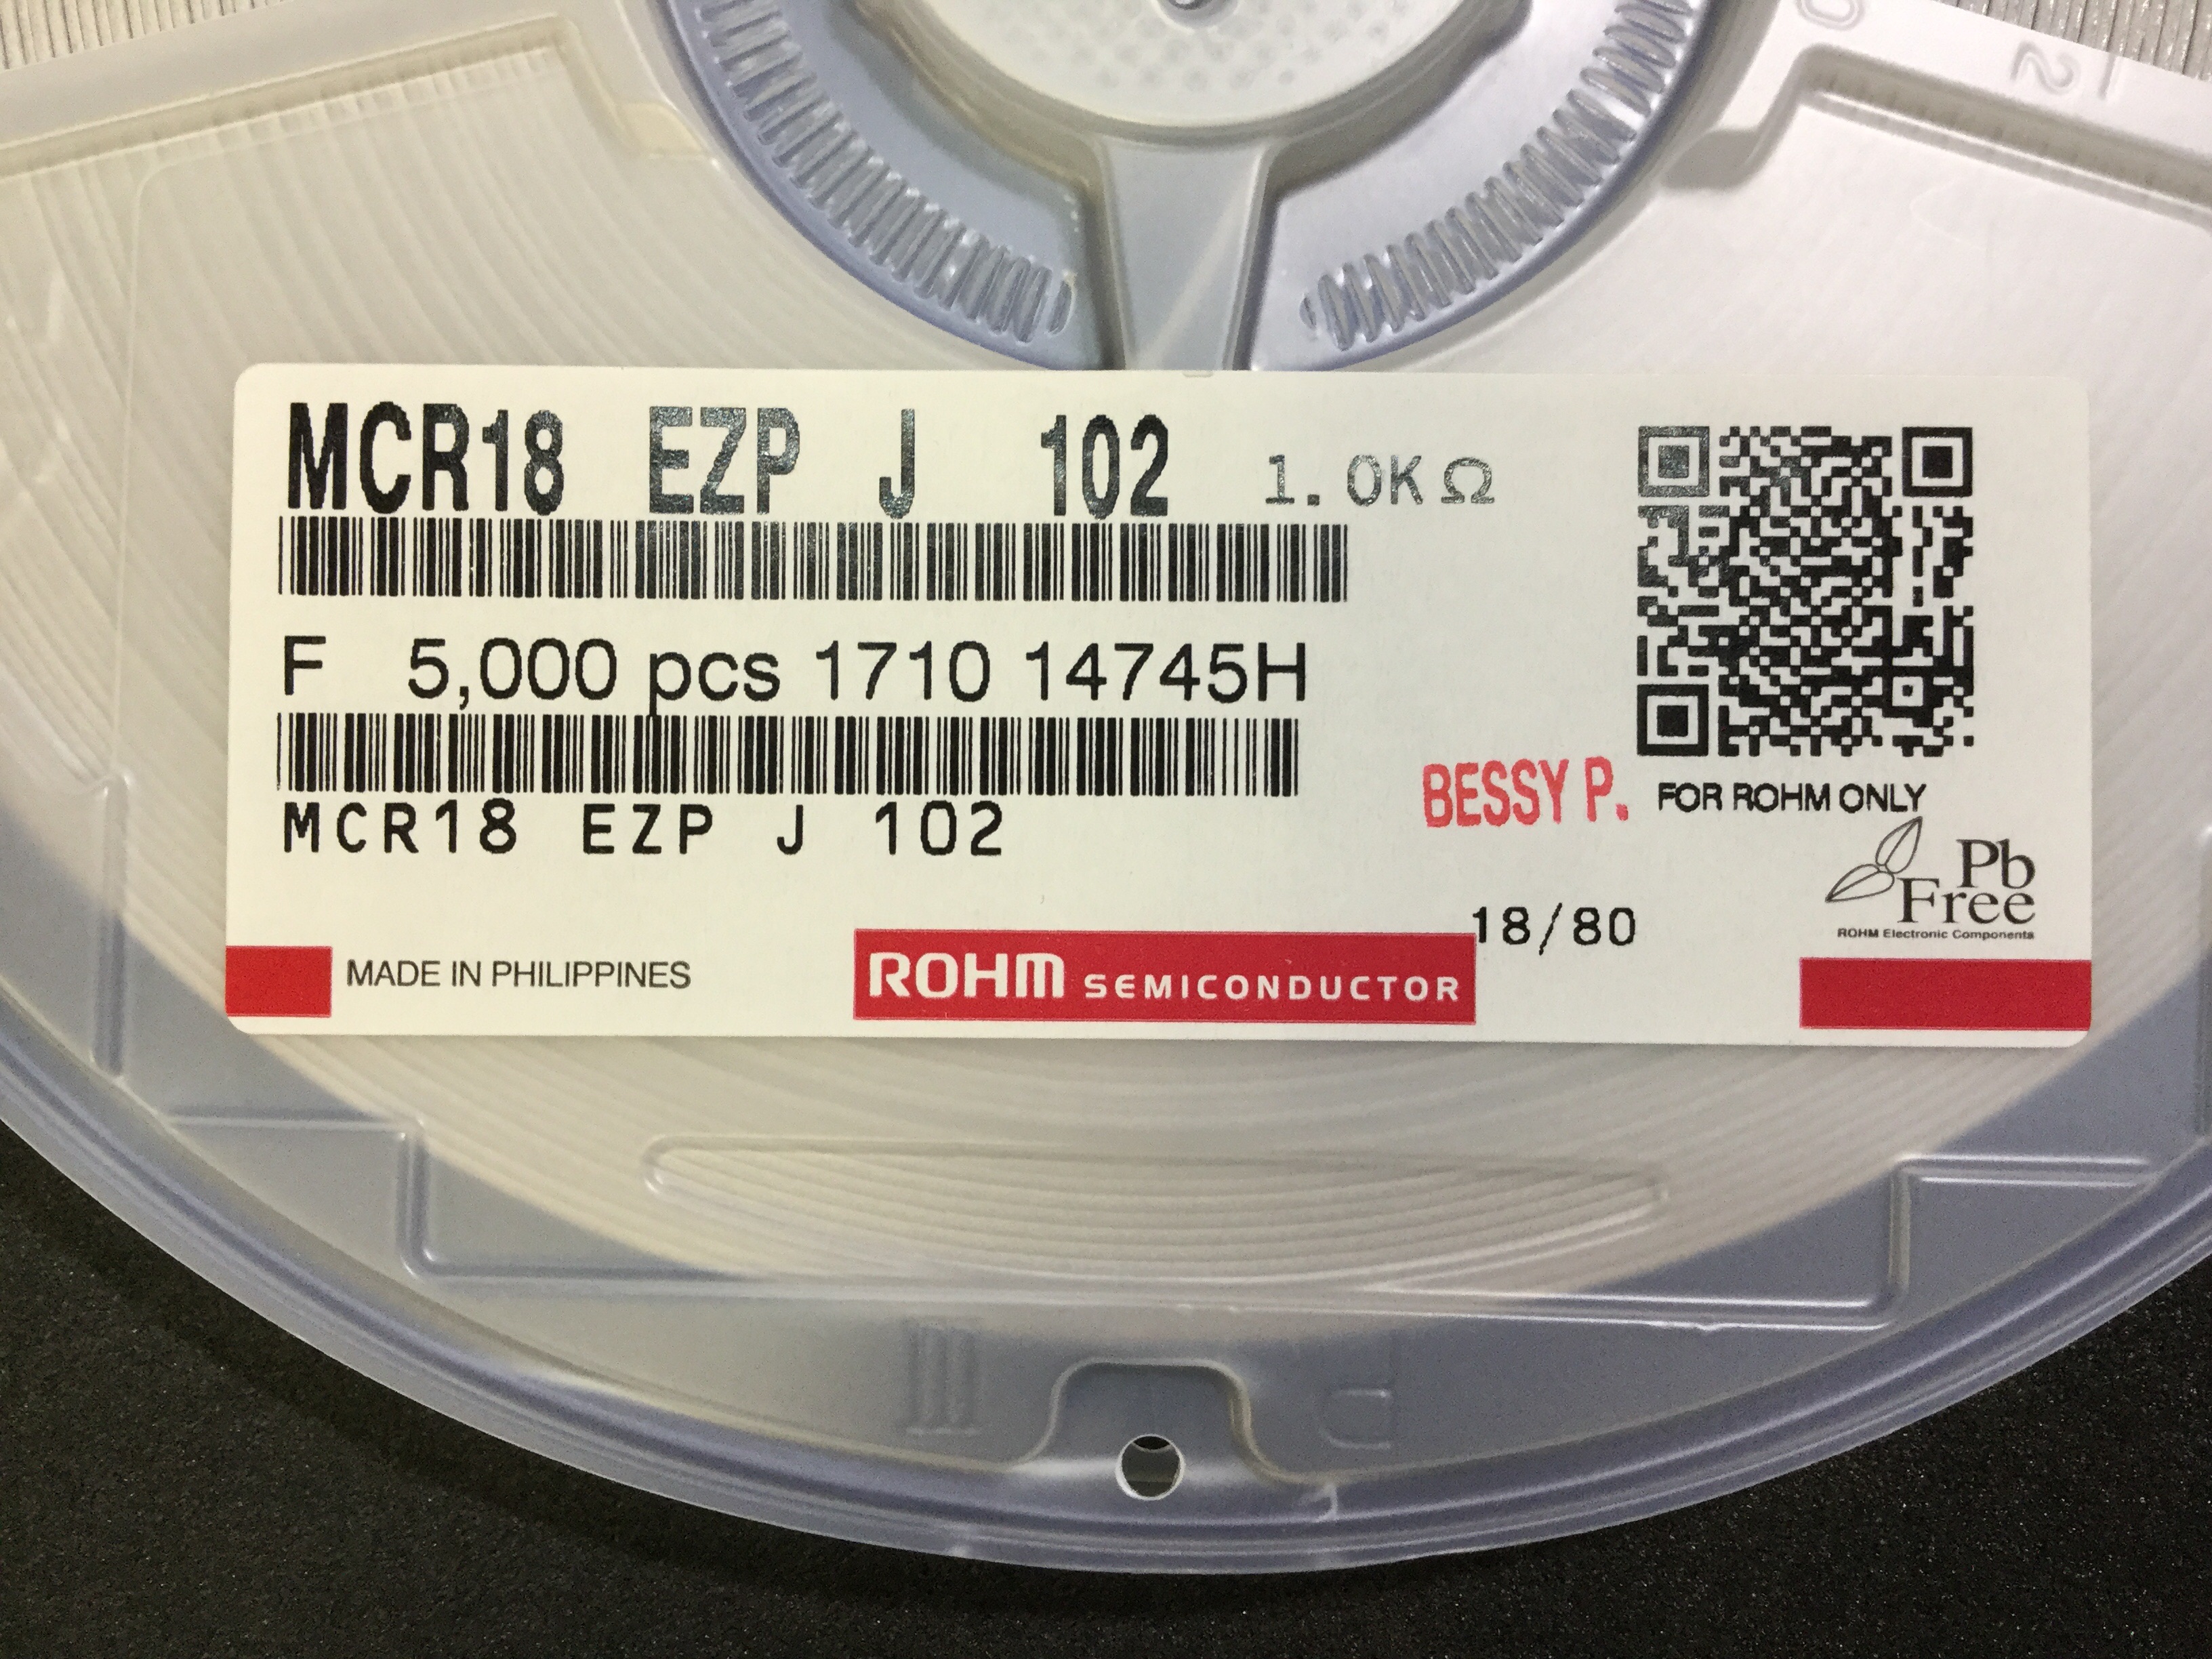 MCR18 EZP J 102 1.0KΩ
F 5,000 pcs 1710 14745H
MCR18 EZP J 102
BESSY P.
FOR ROHM ONLY
Pb
Free
ROHM Electronic Components
18/80
MADE IN PHILIPPINES
ROHM SEMICONDUCTOR